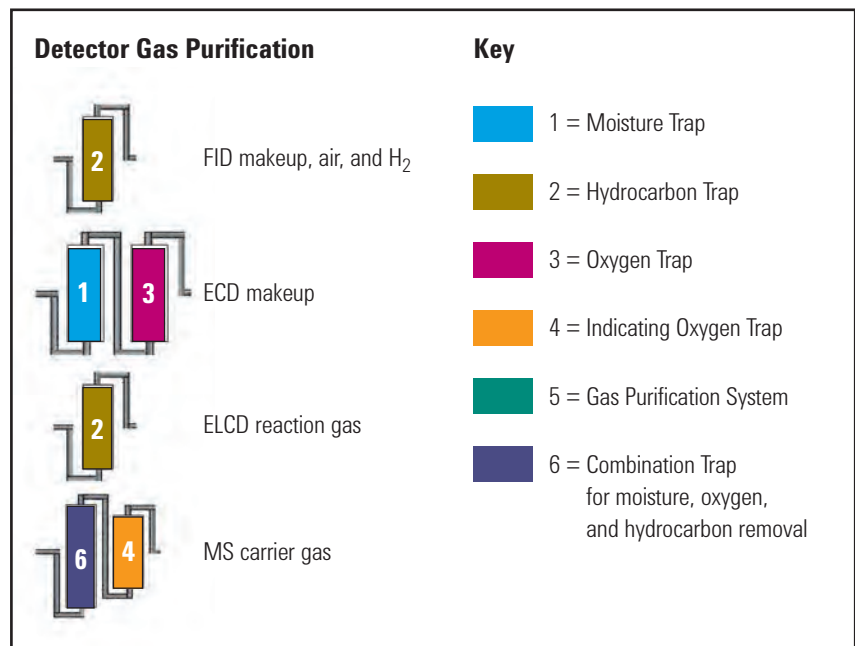 Detector Gas Purification
2
FID makeup, air, and H₂
1 3
ECD makeup
2
ELCD reaction gas
6 4
MS carrier gas
Key
1 = Moisture Trap
2 = Hydrocarbon Trap
3 = Oxygen Trap
4 = Indicating Oxygen Trap
5 = Gas Purification System
6 = Combination Trap
for moisture, oxygen,
and hydrocarbon removal